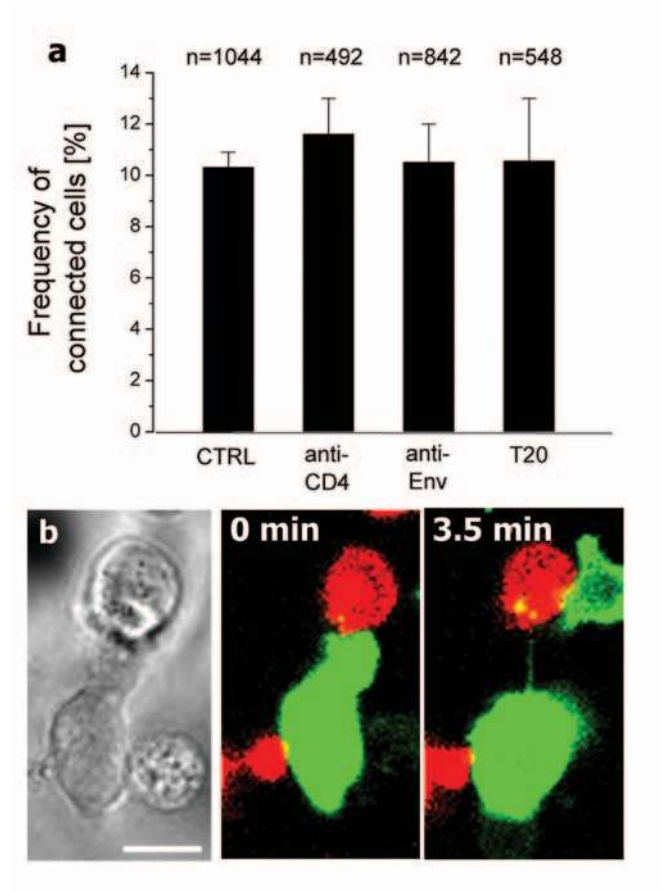 a
n=1044 n=492 n=842 n=548
Frequency of
connected cells [%]
14
12
10
8
6
4
2
0
CTRL anti- anti- T20
CD4 Env
b 0 min 3.5 min